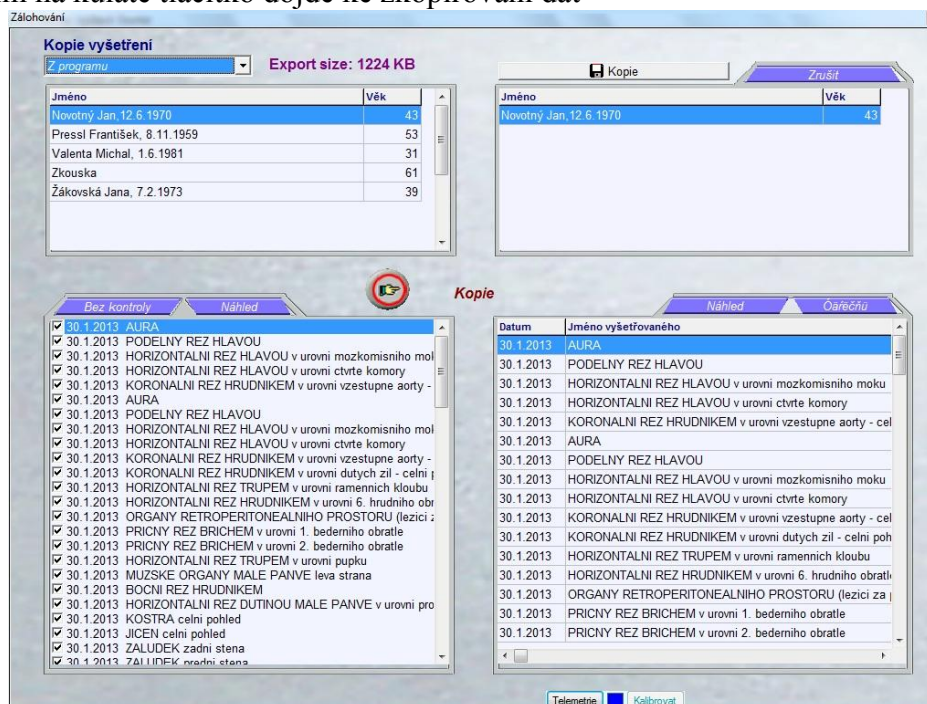 ím na kulaté tlačítko dojde ke zkopírování dat
Zálohování
Kopie vyšetření
Z programu
Export size: 1224 KB
Jméno Věk
Novotný Jan,12.6.1970 43
Pressl František, 8.11.1959 53
Valenta Michal, 1.6.1981 31
Zkouska 61
Žákovská Jana, 7.2.1973 39
Kopie
Zrušit
Jméno Věk
Novotný Jan,12.6.1970 43
Kopie
Bez kontroly Náhled
30.1.2013 AURA
30.1.2013 PODELNY REZ HLAVOU
30.1.2013 HORIZONTALNI REZ HLAVOU v urovni mozkomisniho mol
30.1.2013 HORIZONTALNI REZ HLAVOU v urovni ctvrte komory
30.1.2013 KORONALNI REZ HRUDNIKEM v urovni vzestupne aorty -
30.1.2013 AURA
30.1.2013 PODELNY REZ HLAVOU
30.1.2013 HORIZONTALNI REZ HLAVOU v urovni mozkomisniho mol
30.1.2013 HORIZONTALNI REZ HLAVOU v urovni ctvrte komory
30.1.2013 KORONALNI REZ HRUDNIKEM v urovni vzestupne aorty -
30.1.2013 KORONALNI REZ HRUDNIKEM v urovni dutych zil - celni p
30.1.2013 HORIZONTALNI REZ TRUPEM v urovni ramennich kloubu
30.1.2013 HORIZONTALNI REZ HRUDNIKEM v urovni 6. hrudniho obr
30.1.2013 ORGANY RETROPERITONEALNIHO PROSTORU (lezici z
30.1.2013 PRICNY REZ BRICHEM v urovni 1. bederniho obratle
30.1.2013 PRICNY REZ BRICHEM v urovni 2. bederniho obratle
30.1.2013 HORIZONTALNI REZ TRUPEM v urovni pupku
30.1.2013 MUZSKE ORGANY MALE PANVE leva strana
30.1.2013 BOCNI REZ HRUDNIKEM
30.1.2013 HORIZONTALNI REZ DUTINOU MALE PANVE v urovni pro
30.1.2013 KOSTRA celni pohled
30.1.2013 JICEN celni pohled
30.1.2013 ZALUDEK zadni stena
30.1.2013 ZALUDEK predni stena
Náhled Óàřěčňü
Datum Jméno vyšetřovaného
30.1.2013 AURA
30.1.2013 PODELNY REZ HLAVOU
30.1.2013 HORIZONTALNI REZ HLAVOU v urovni mozkomisniho moku
30.1.2013 HORIZONTALNI REZ HLAVOU v urovni ctvrte komory
30.1.2013 KORONALNI REZ HRUDNIKEM v urovni vzestupne aorty - cel
30.1.2013 AURA
30.1.2013 PODELNY REZ HLAVOU
30.1.2013 HORIZONTALNI REZ HLAVOU v urovni mozkomisniho moku
30.1.2013 HORIZONTALNI REZ HLAVOU v urovni ctvrte komory
30.1.2013 KORONALNI REZ HRUDNIKEM v urovni vzestupne aorty - cel
30.1.2013 KORONALNI REZ HRUDNIKEM v urovni dutych zil - celni poh
30.1.2013 HORIZONTALNI REZ TRUPEM v urovni ramennich kloubu
30.1.2013 HORIZONTALNI REZ HRUDNIKEM v urovni 6. hrudniho obratl
30.1.2013 ORGANY RETROPERITONEALNIHO PROSTORU (lezici za p
30.1.2013 PRICNY REZ BRICHEM v urovni 1. bederniho obratle
30.1.2013 PRICNY REZ BRICHEM v urovni 2. bederniho obratle
Telemetrie Kalibrovat